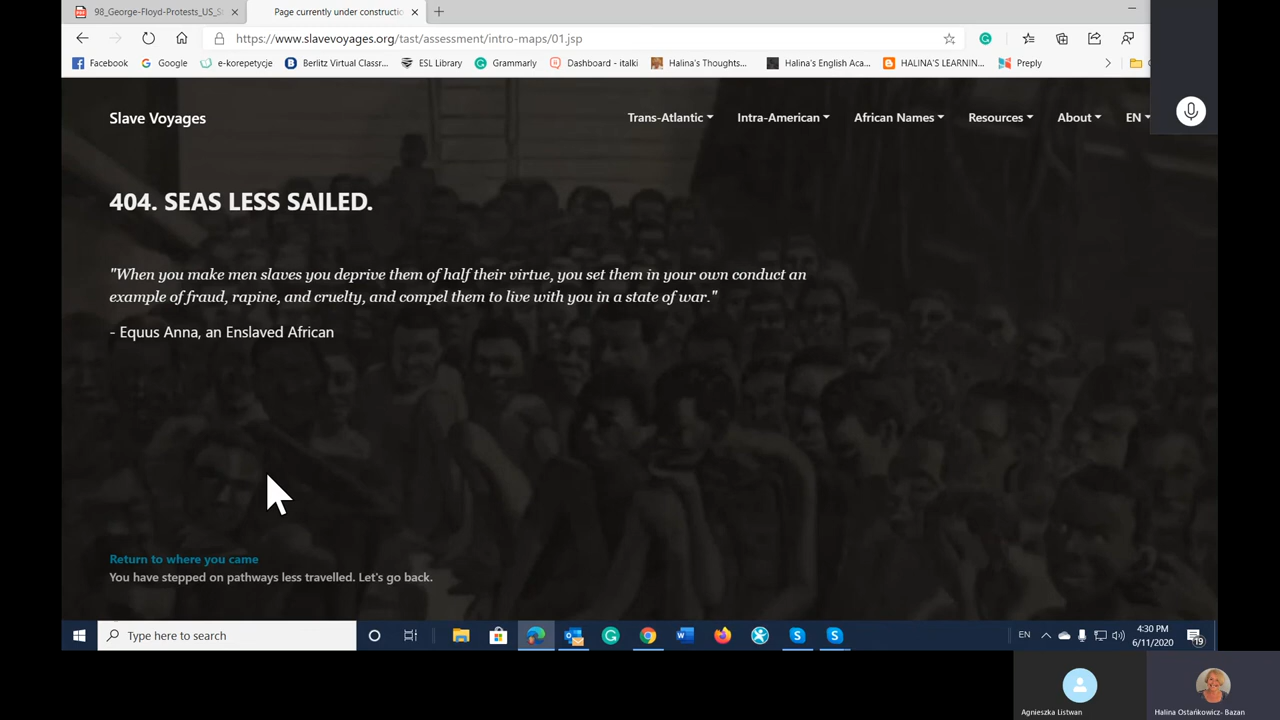 98_George-Floyd-Protests_US_S
Page currently under constructio
https://www.slavevoyages.org/tast/assessment/intro-maps/01.jsp
Facebook
Google
e-korepetycje
Berlitz Virtual Classr...
ESL Library
Grammarly
Dashboard - italki
Halina's Thoughts...
Halina's English Aca...
HALINA'S LEARNIN...
Preply
Slave Voyages
Trans-Atlantic
Intra-American
African Names
Resources
About
EN
404. SEAS LESS SAILED.
"When you make men slaves you deprive them of half their virtue, you set them in your own conduct an
example of fraud, rapine, and cruelty, and compel them to live with you in a state of war."
- Equus Anna, an Enslaved African
Return to where you came
You have stepped on pathways less travelled. Let's go back.
Type here to search
EN
4:30 PM
6/11/2020
19
Agnieszka Listwan
Halina Ostańkowicz- Bazan